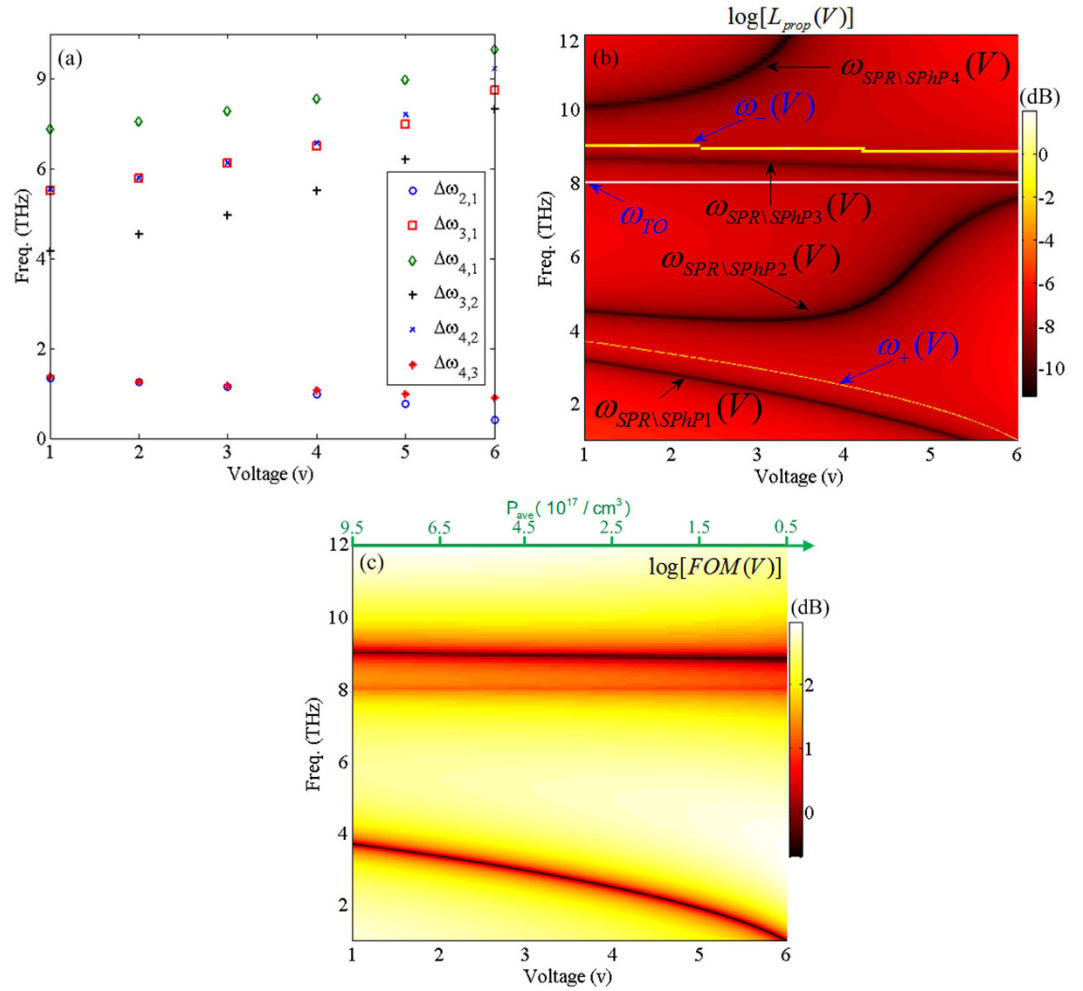 (a)
9
6
4
2
0
Freq. (THz)
1 2 3 4 5 6
Voltage (v)
Δω2,1
Δω3,1
Δω4,1
Δω3,2
Δω4,2
Δω4,3
log[Lprop(V)]
(b)
12
10
8
6
4
2
Freq. (THz)
ωSPR\SPhP4(V)
ω−(V)
ωTO
ωSPR\SPhP3(V)
ωSPR\SPhP2(V)
ω+(V)
ωSPR\SPhP1(V)
1 2 3 4 5 6
Voltage (v)
(dB)
0
-2
-4
-6
-8
-10
Pave( 10^17 / cm^3)
9.5 6.5 4.5 2.5 1.5 0.5
(c)
log[FOM(V)]
12
10
8
6
4
2
Freq. (THz)
1 2 3 4 5 6
Voltage (v)
(dB)
2
1
0